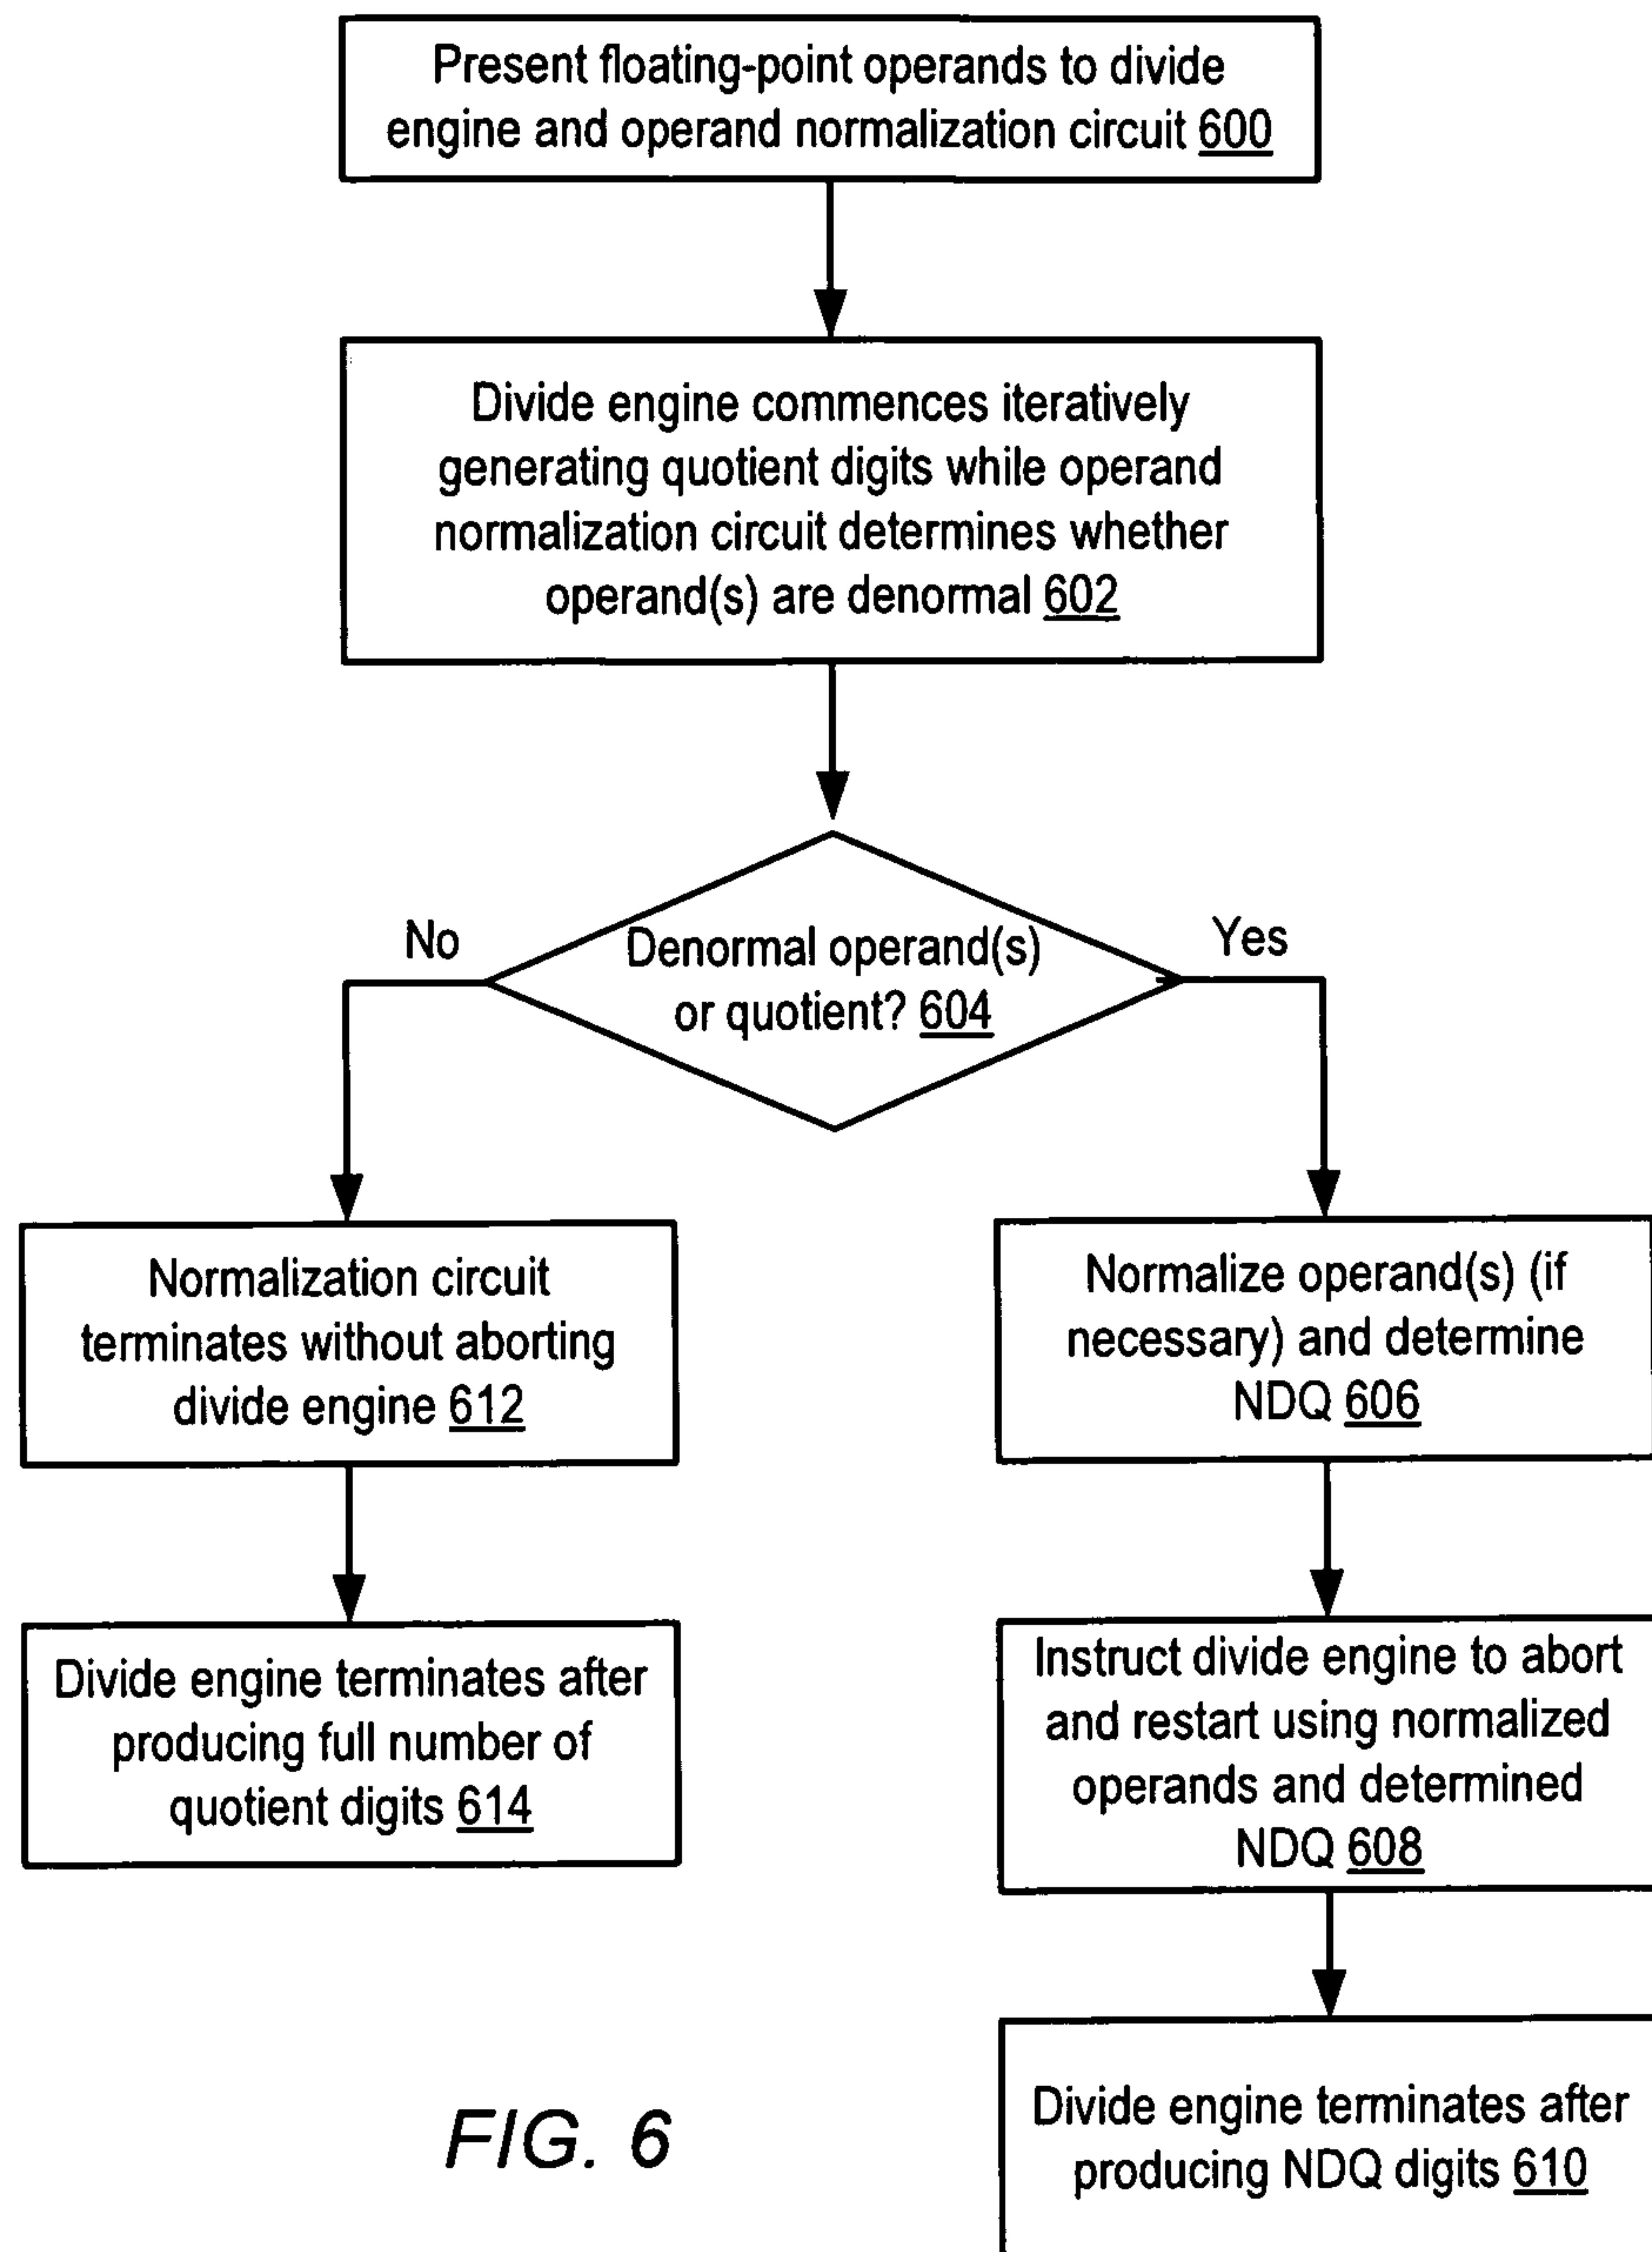 Present floating-point operands to divide
engine and operand normalization circuit 600
Divide engine commences iteratively
generating quotient digits while operand
normalization circuit determines whether
operand(s) are denormal 602
No
Denormal operand(s)
or quotient? 604
Yes
Normalization circuit
terminates without aborting
divide engine 612
Normalize operand(s) (if
necessary) and determine
NDQ 606
Divide engine terminates after
producing full number of
quotient digits 614
Instruct divide engine to abort
and restart using normalized
operands and determined
NDQ 608
Divide engine terminates after
producing NDQ digits 610
FIG. 6